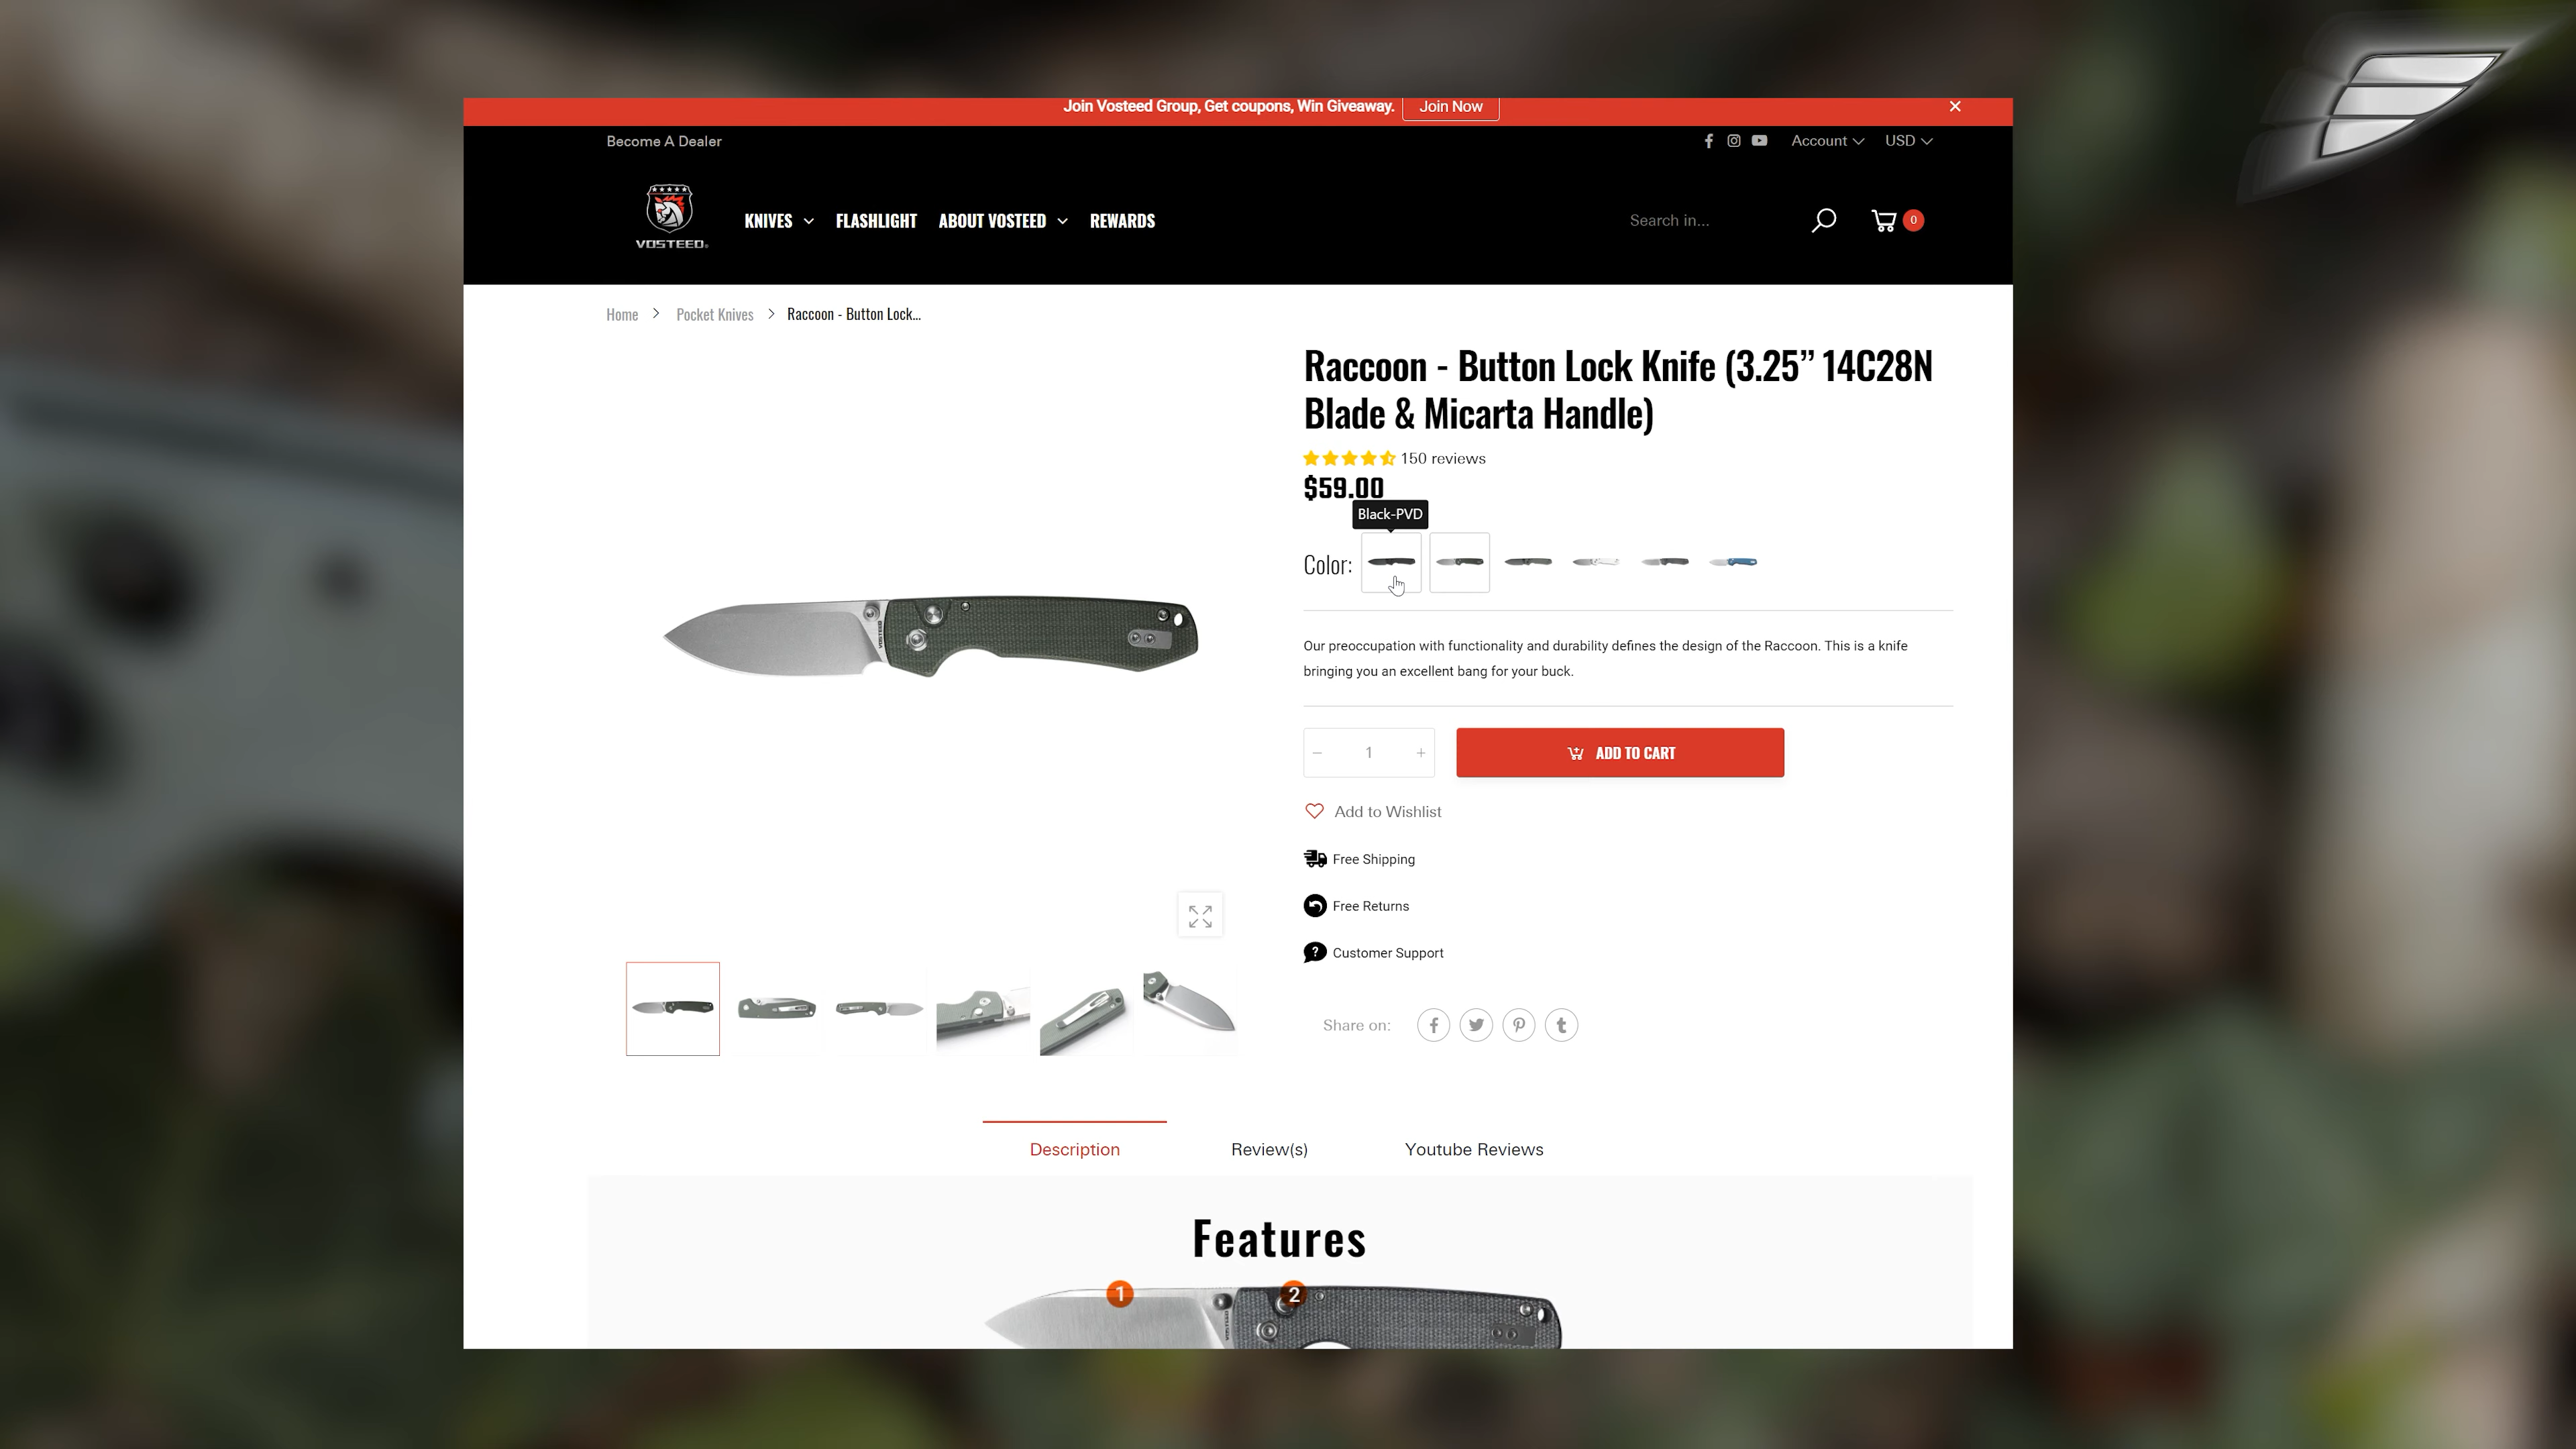 Join Vosteed Group, Get coupons, Win Giveaway. Join Now
Become A Dealer
Account USD
VOSTEED
KNIVES FLASHLIGHT ABOUT VOSTEED REWARDS
Search in...
0
Home > Pocket Knives > Raccoon - Button Lock...
Raccoon - Button Lock Knife (3.25” 14C28N
Blade & Micarta Handle)
150 reviews
$59.00
Black-PVD
Color:
Our preoccupation with functionality and durability defines the design of the Raccoon. This is a knife
bringing you an excellent bang for your buck.
− 1 +
ADD TO CART
Add to Wishlist
Free Shipping
Free Returns
? Customer Support
Share on:
VOSTEED
Description Review(s) Youtube Reviews
Features
1 2